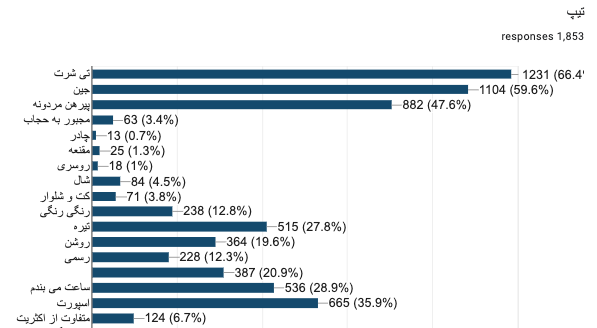 تیپ
1,853 responses
تی شرت 1231 (66.4%
جین 1104 (59.6%)
پیرهن مردونه 882 (47.6%)
مجبور به حجاب 63 (3.4%)
چادر 13 (0.7%)
مقنعه 25 (1.3%)
روسری 18 (1%)
شال 84 (4.5%)
کت و شلوار 71 (3.8%)
رنگی رنگی 238 (12.8%)
تیره 515 (27.8%)
روشن 364 (19.6%)
رسمی 228 (12.3%)
387 (20.9%)
ساعت می بندم 536 (28.9%)
اسپورت 665 (35.9%)
متفاوت از اکثریت 124 (6.7%)